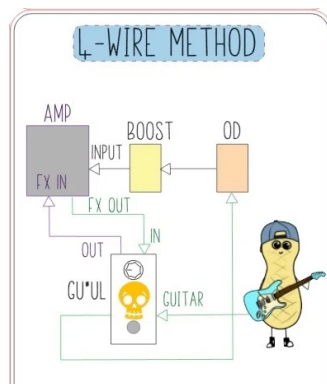 4-WIRE METHOD
AMP
BOOST
OD
INPUT
FX IN
FX OUT
OUT
IN
GU*UL
GUITAR